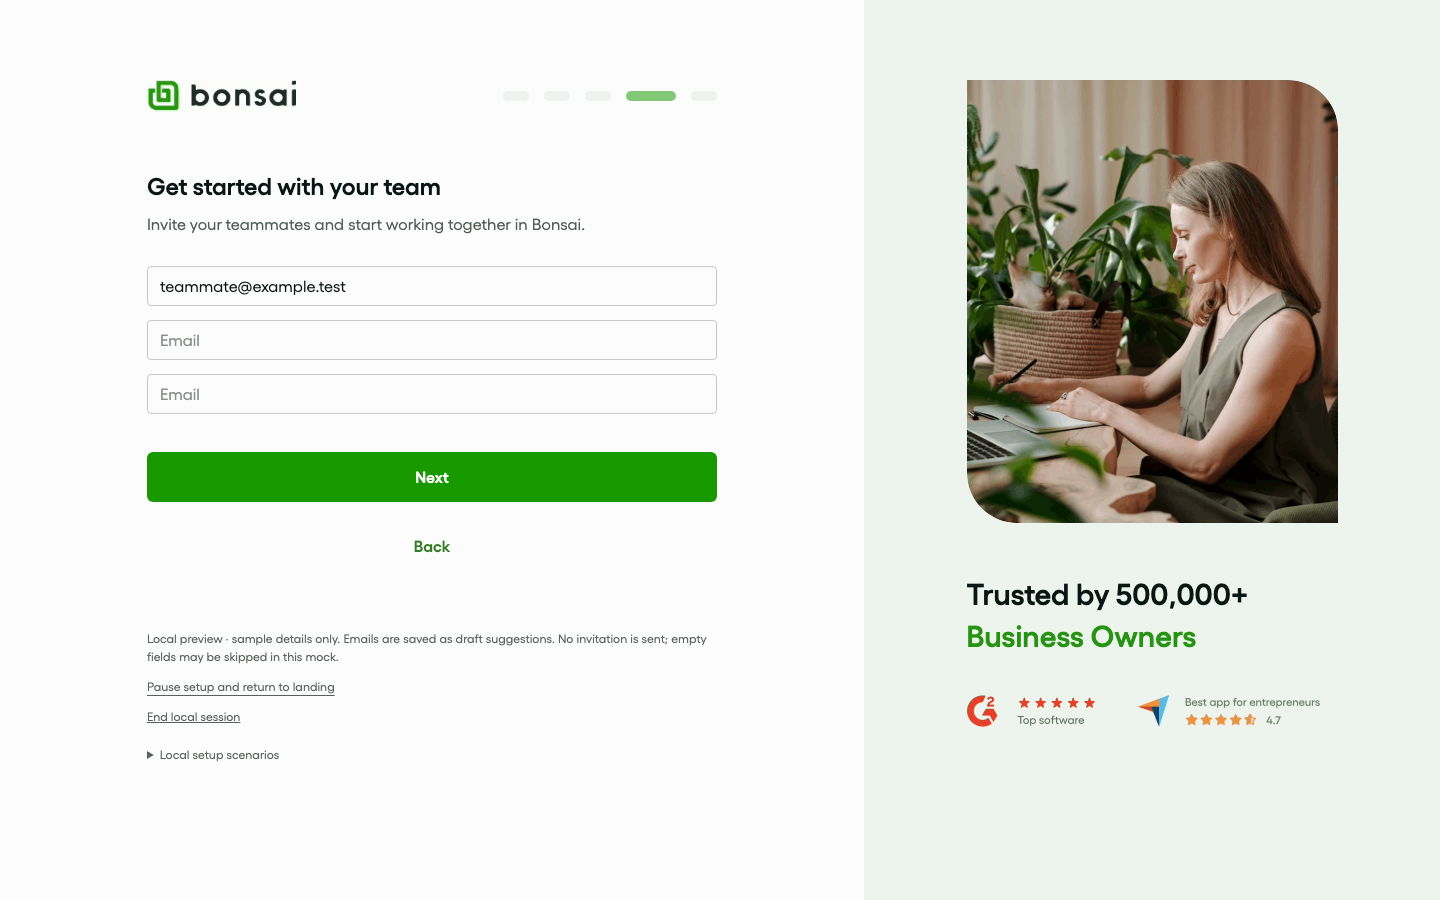 bonsai
Get started with your team
Invite your teammates and start working together in Bonsai.
teammate@example.test
Email
Email
Next
Back
Local preview · sample details only. Emails are saved as draft suggestions. No invitation is sent; empty
fields may be skipped in this mock.
Pause setup and return to landing
End local session
Local setup scenarios
Trusted by 500,000+
Business Owners
G2
Top software
Best app for entrepreneurs
4.7